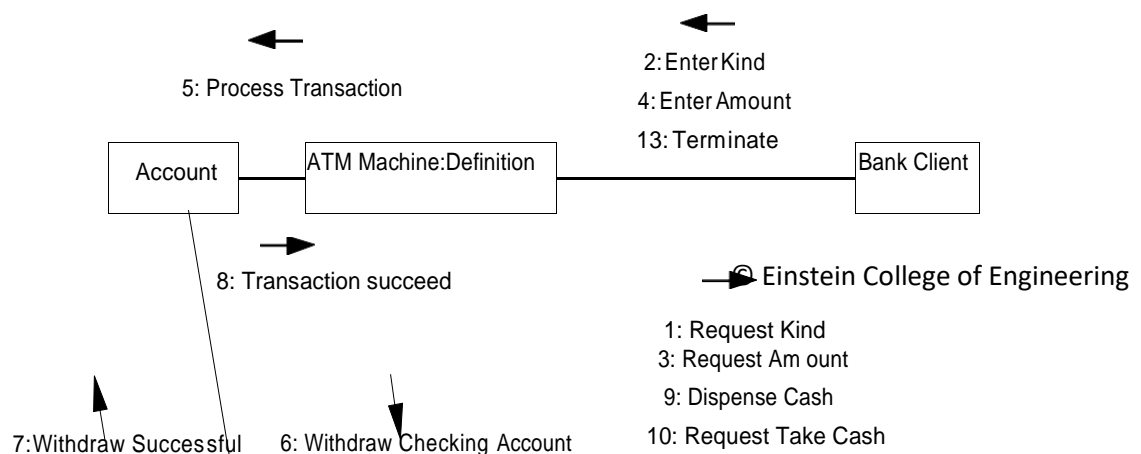 5: Process Transaction
2: Enter Kind
4: Enter Amount
13: Terminate
Account
ATM Machine:Definition
Bank Client
8: Transaction succeed
© Einstein College of Engineering
1: Request Kind
3: Request Am ount
9: Dispense Cash
10: Request Take Cash
7:Withdraw Successful
6: Withdraw Checking Account